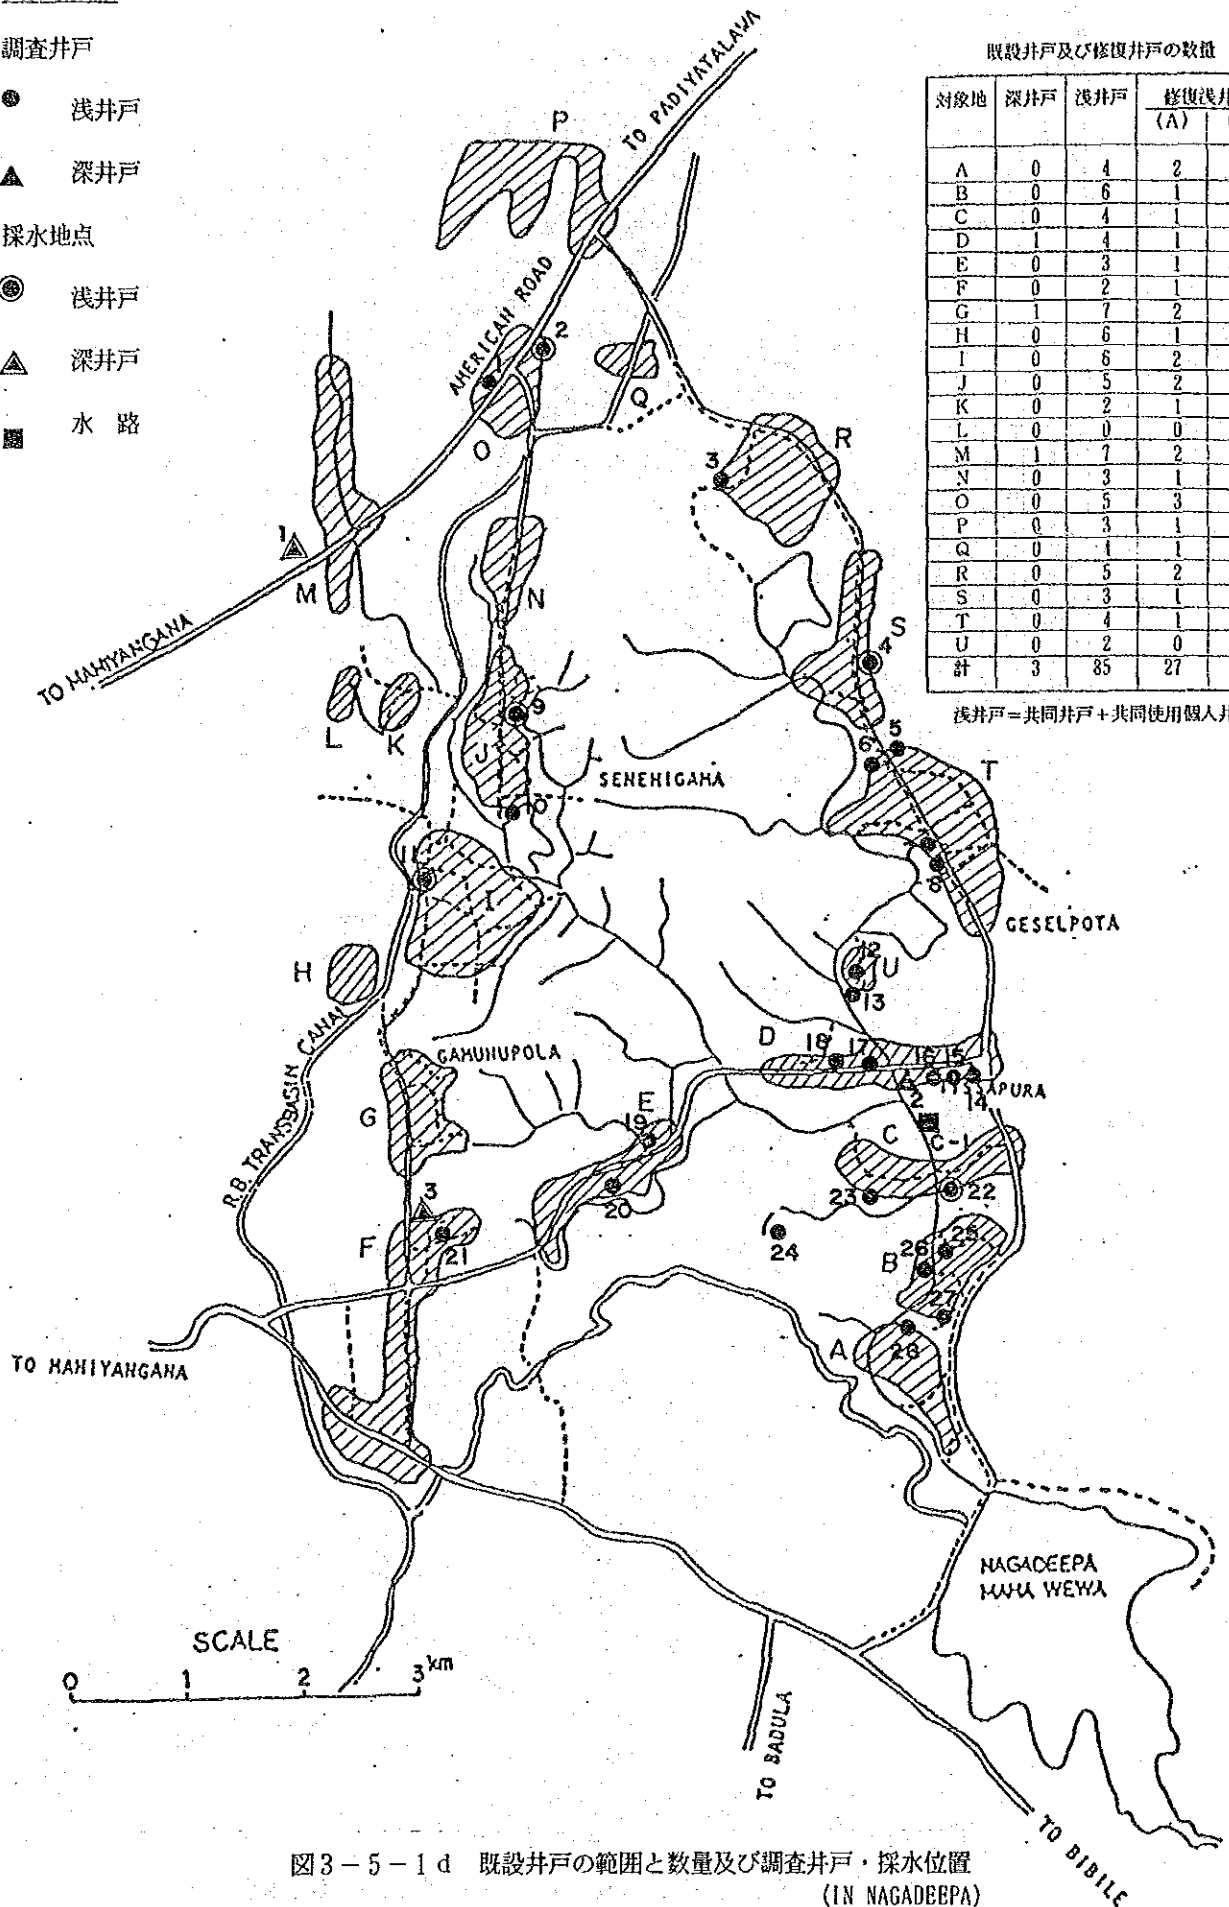 調査井戸
浅井戸
深井戸
採水地点
浅井戸
深井戸
水 路
既設井戸及び修復井戸の数量
対象地 深井戸 浅井戸
(A)
A 0 4 2
B 0 6 1
C 0 4 1
D 1 4 1
E 0 3 1
F 0 2 1
G 1 7 2
H 0 6 1
I 0 6 2
J 0 5 2
K 0 2 1
L 0 0 0
M 1 7 2
N 0 3 1
O 0 5 3
P 0 3 1
Q 0 4 1
R 0 5 2
S 0 3 1
T 0 4 1
U 0 2 0
計 3 85 27
浅井戸=共同井戸+共同使用個人井
TO PADIYATALAWA
P
AMERICAN ROAD
2
Q
O
R
3
1
M
N
S
4
TO MAHIYANGANA
L
K
9
J
5
6
T
SENEHIGAMA
10
11
I
8
GESELPOTA
H
12
U
13
R.B. TRANSBASIN CANAL
GAMUNUPOLA
D
18
17
16
15
TISSAPURA
2
14
G
E
19
C
C-1
20
23
22
3
F
21
24
26
25
B
27
A
28
TO MAHIYANGANA
NAGADEEPA
MAHA WEWA
SCALE
0 1 2 3 km
TO BADULA
TO BIBILE
図3-5-1d 既設井戸の範囲と数量及び調査井戸・採水位置
(IN NAGADEEPA)